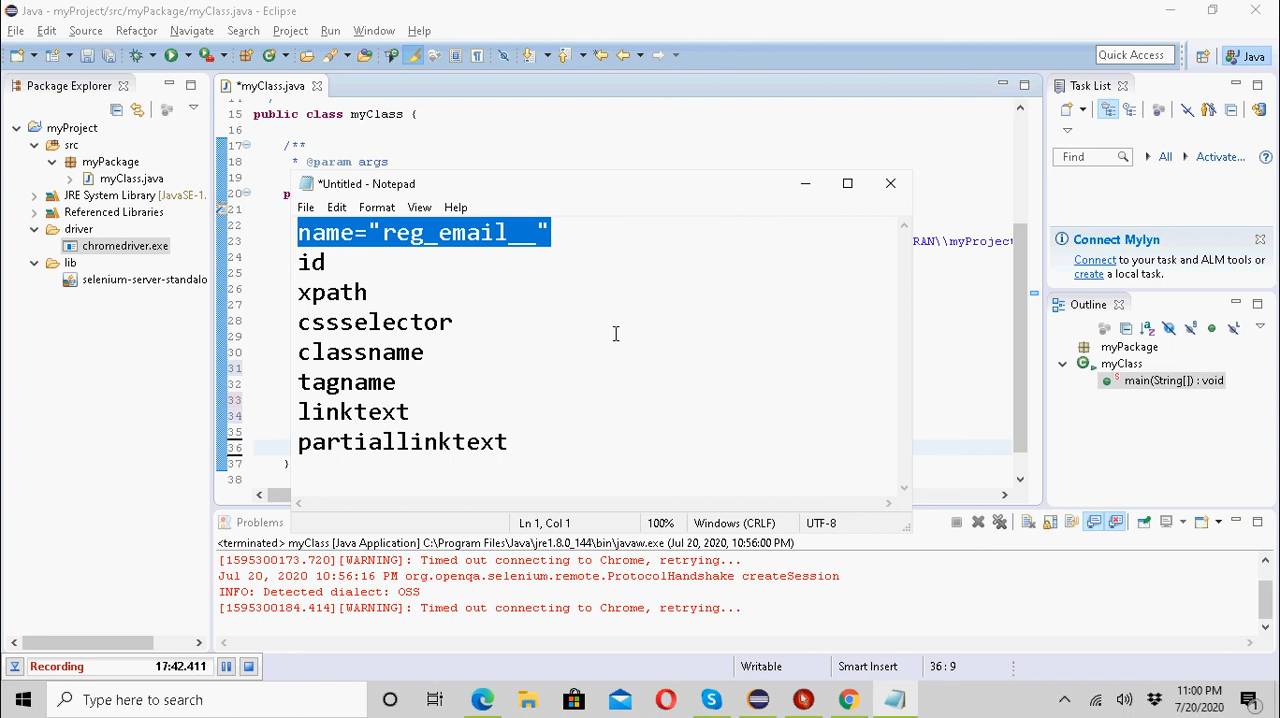 Java - myProject/src/myPackage/myClass.java - Eclipse
File Edit Source Refactor Navigate Search Project Run Window Help
Quick Access
Java
Package Explorer
*myClass.java
Task List
myProject
src
myPackage
myClass.java
JRE System Library [JavaSE-1.
Referenced Libraries
driver
chromedriver.exe
lib
selenium-server-standalo
14
15 public class myClass {
16
17 /**
18 * @param args
19
20 p
21
22
23 RAN\\myProject
24
25
26
27
28
29
30
31
32
33
34
35
36
37 }
38
*Untitled - Notepad
File Edit Format View Help
name="reg_email__"
id
xpath
cssselector
classname
tagname
linktext
partiallinktext
Ln 1, Col 1 100% Windows (CRLF) UTF-8
Find All Activate...
Connect Mylyn
Connect to your task and ALM tools or
create a local task.
Outline
myPackage
myClass
main(String[]) : void
Problems
<terminated> myClass [Java Application] C:\Program Files\Java\jre1.8.0_144\bin\javaw.exe (Jul 20, 2020, 10:56:00 PM)
[1595300173.720][WARNING]: Timed out connecting to Chrome, retrying...
Jul 20, 2020 10:56:16 PM org.openqa.selenium.remote.ProtocolHandshake createSession
INFO: Detected dialect: OSS
[1595300184.414][WARNING]: Timed out connecting to Chrome, retrying...
Recording 17:42.411
Writable Smart Insert 36 : 9
Type here to search
11:00 PM
7/20/2020